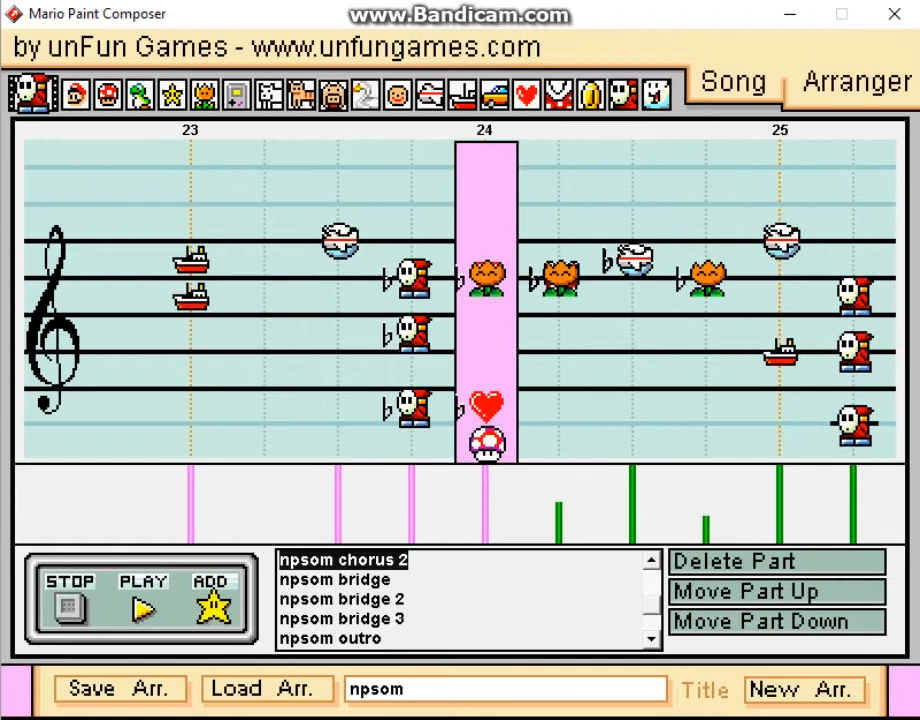 Mario Paint Composer
www.Bandicam.com
by unFun Games - www.unfungames.com
Song
Arranger
23
24
25
STOP
PLAY
ADD
npsom chorus 2
npsom bridge
npsom bridge 2
npsom bridge 3
npsom outro
Delete Part
Move Part Up
Move Part Down
Save Arr.
Load Arr.
npsom
Title
New Arr.